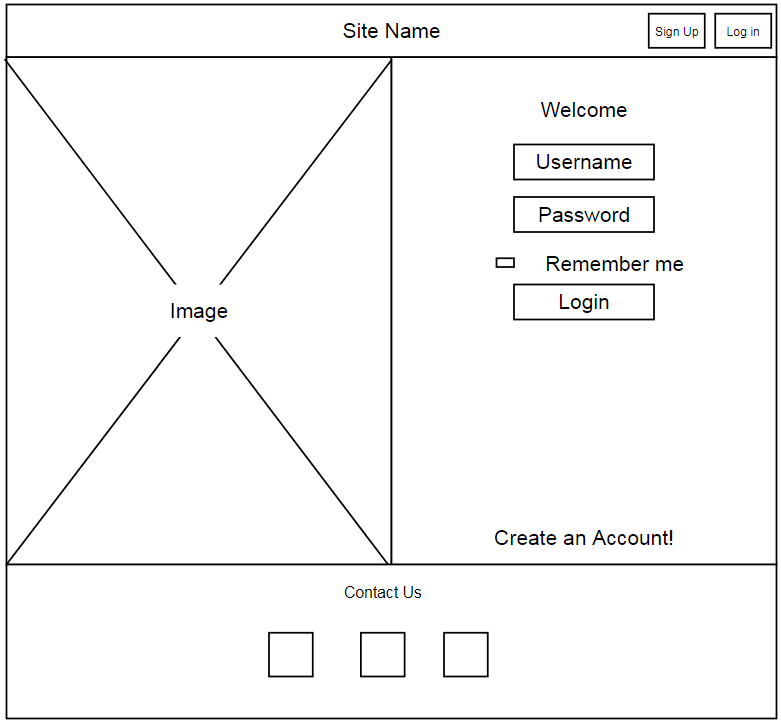 Site Name
Sign Up
Log in
Welcome
Username
Password
Remember me
Login
Image
Create an Account!
Contact Us